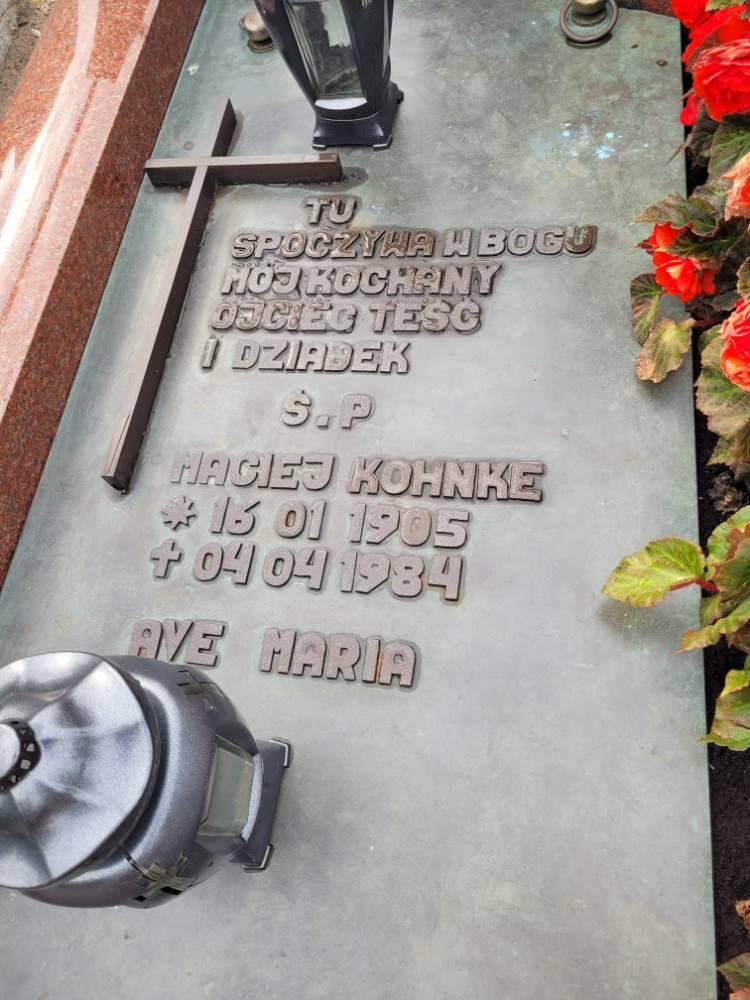 TU
SPOCZYWA W BOGU
MÓJ KOCHANY
OJCIEC TEŚĆ
I DZIADEK
Ś.P
MACIEJ KOHNKE
* 16 01 1905
✝ 04 04 1984
AVE MARIA